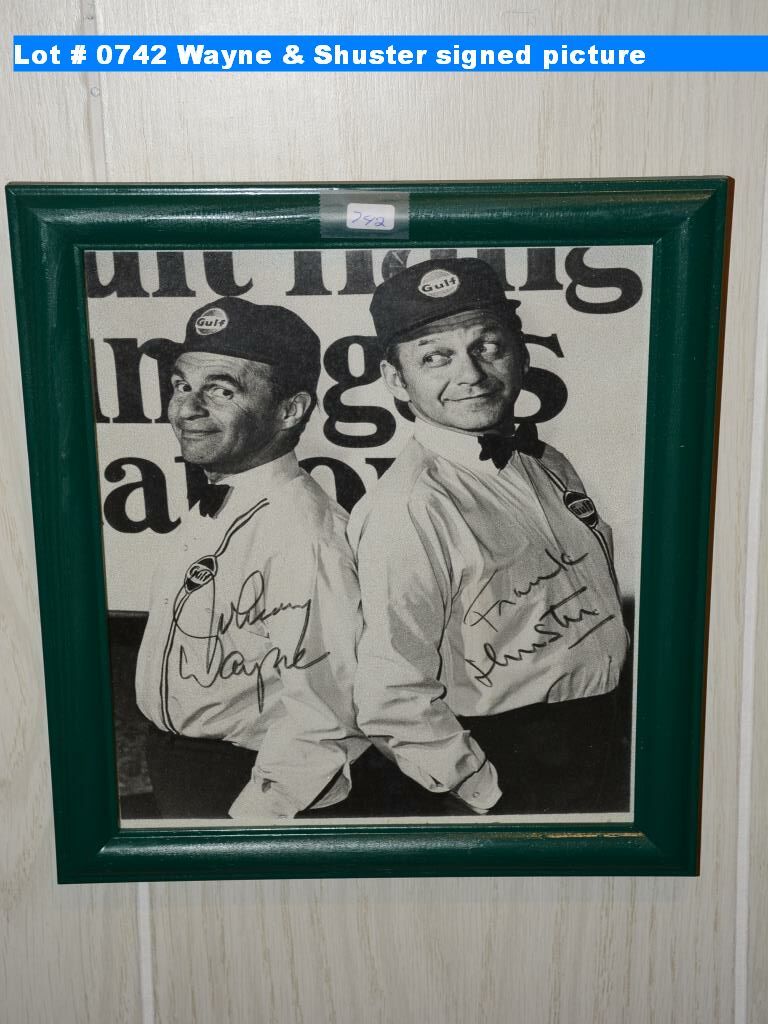 Lot # 0742 Wayne & Shuster signed picture
742
Gulf
Gulf
Gulf
Gulf
Johnny
Wayne
Frank
Shuster